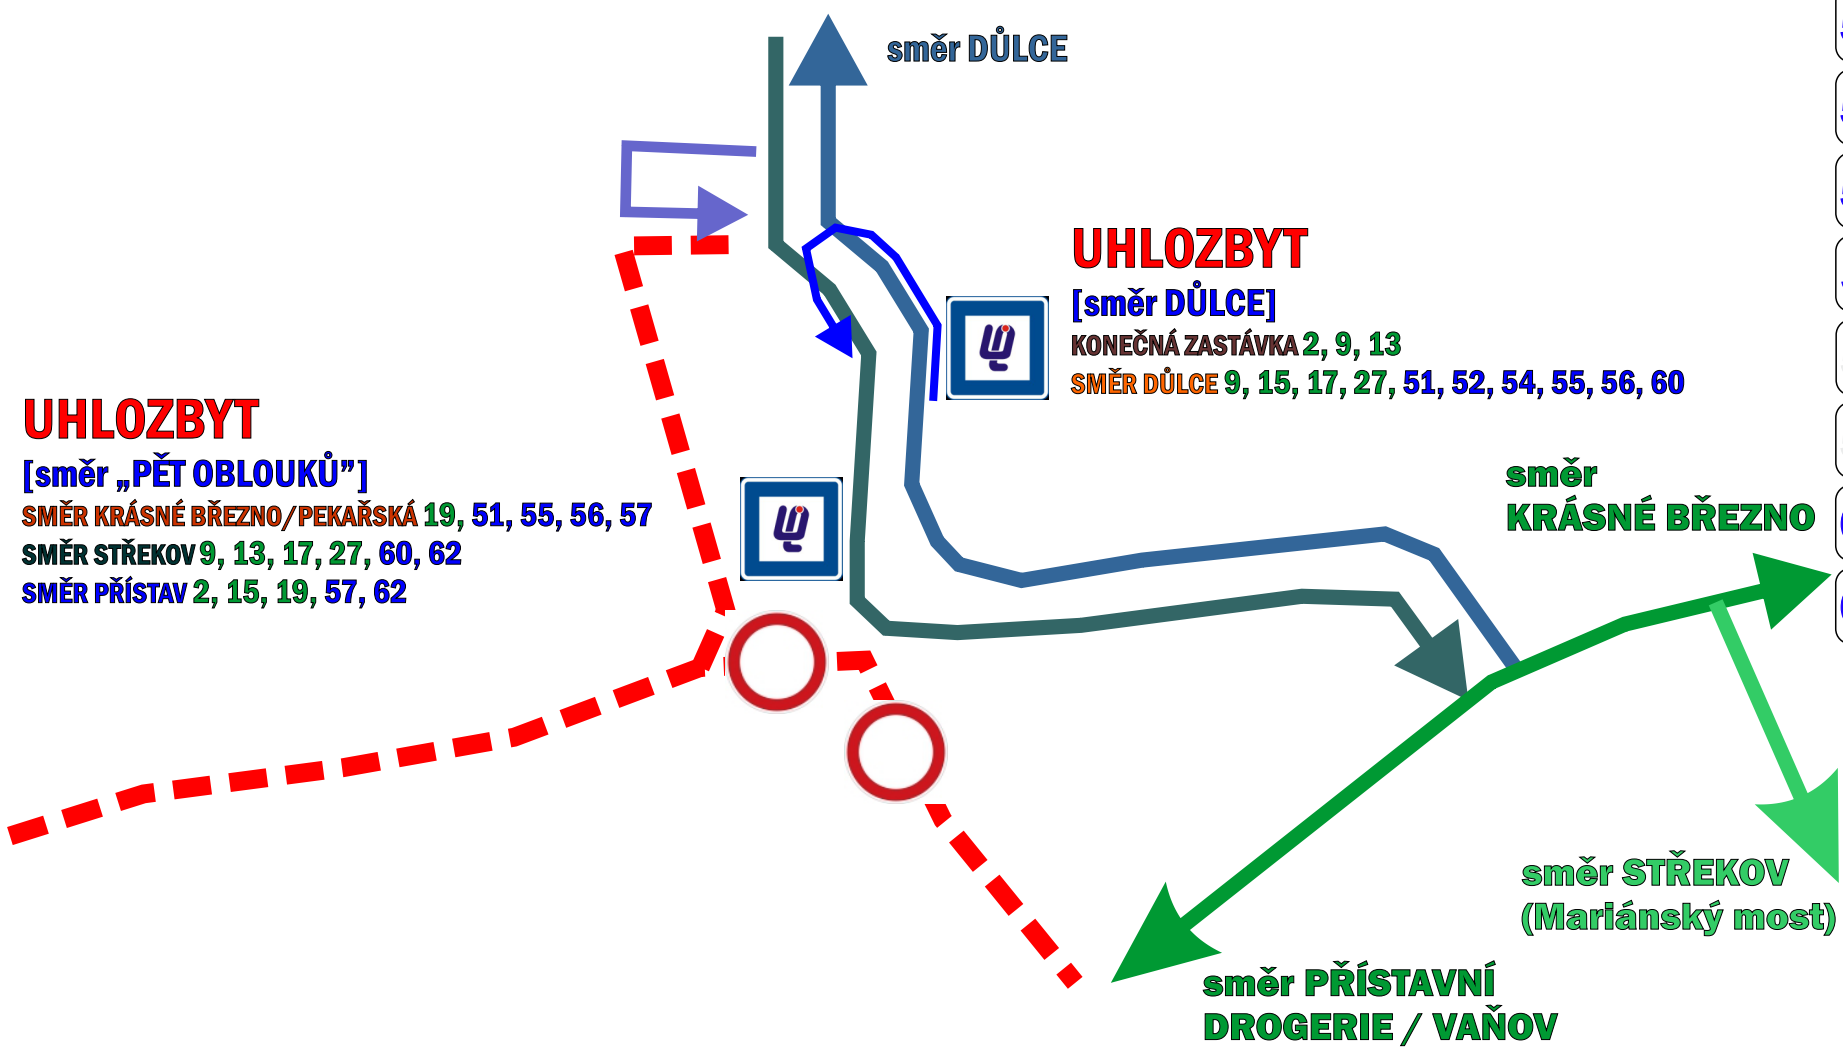 směr DŮLCE
UHLOZBYT
[směr DŮLCE]
KONEČNÁ ZASTÁVKA 2, 9, 13
SMĚR DŮLCE 9, 15, 17, 27, 51, 52, 54, 55, 56, 60
UHLOZBYT
[směr „PĚT OBLOUKŮ”]
SMĚR KRÁSNÉ BŘEZNO/PEKAŘSKÁ 19, 51, 55, 56, 57
SMĚR STŘEKOV 9, 13, 17, 27, 60, 62
SMĚR PŘÍSTAV 2, 15, 19, 57, 62
směr
KRÁSNÉ BŘEZNO
směr STŘEKOV
(Mariánský most)
směr PŘÍSTAVNÍ
DROGERIE / VAŇOV